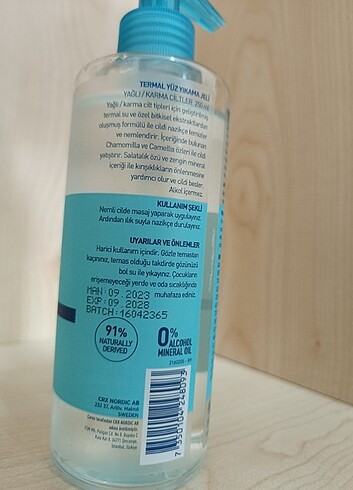 TERMAL YÜZ YIKAMA JELİ
YAĞLI / KARMA CİLTLER 250 ml
Yağlı / karma cilt tipleri için geliştirilmiş
termal su ve özel bitkisel ekstraktlardan
oluşmuş formülü ile cildi nazikçe temizler
ve nemlendirir. İçeriğinde bulunan
Chamomilla ve Camellia özleri ile cildi
yatıştırır. Salatalık özü ve zengin mineral
içeriği ile kırışıklıkların önlenmesine
yardımcı olur ve cildi besler.
Alkol içermez.
KULLANIM ŞEKLİ
Nemli cilde masaj yaparak uygulayınız.
Ardından ılık suyla nazikçe durulayınız.
UYARILAR VE ÖNLEMLER
Harici kullanım içindir. Gözle temastan
kaçınız, temas olduğu takdirde gözünüzü
bol su ile yıkayınız. Çocukların
erişemeyeceği yerde ve oda sıcaklığında
muhafaza ediniz.
MAN:09.2023
EXP:09.2028
BATCH:16042365
91%
NATURALLY
DERIVED
0%
ALCOHOL
MINERAL OIL
CRX NORDIC AB
7350104248093